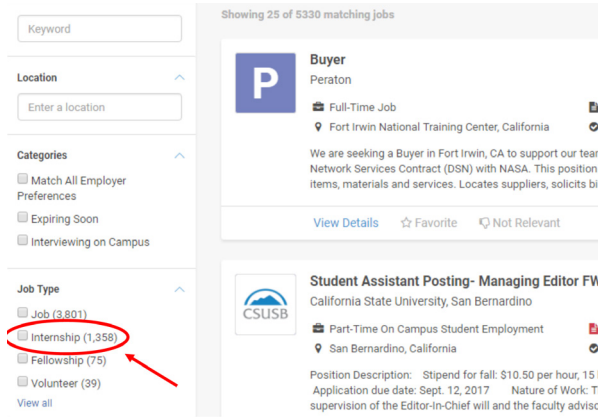 Keyword
Location
Enter a location
Categories
Match All Employer
Preferences
Expiring Soon
Interviewing on Campus
Job Type
Job (3,801)
Internship (1,358)
Fellowship (75)
Volunteer (39)
View all
Showing 25 of 5330 matching jobs
P
Buyer
Peraton
Full-Time Job
Fort Irwin National Training Center, California
We are seeking a Buyer in Fort Irwin, CA to support our tea
Network Services Contract (DSN) with NASA. This position
items, materials and services. Locates suppliers, solicits bi
View Details Favorite Not Relevant
CSUSB
Student Assistant Posting- Managing Editor FW
California State University, San Bernardino
Part-Time On Campus Student Employment
San Bernardino, California
Position Description: Stipend for fall: $10.50 per hour, 15
Application due date: Sept. 12, 2017 Nature of Work: T
supervision of the Editor-In-Chief will and the faculty adviso